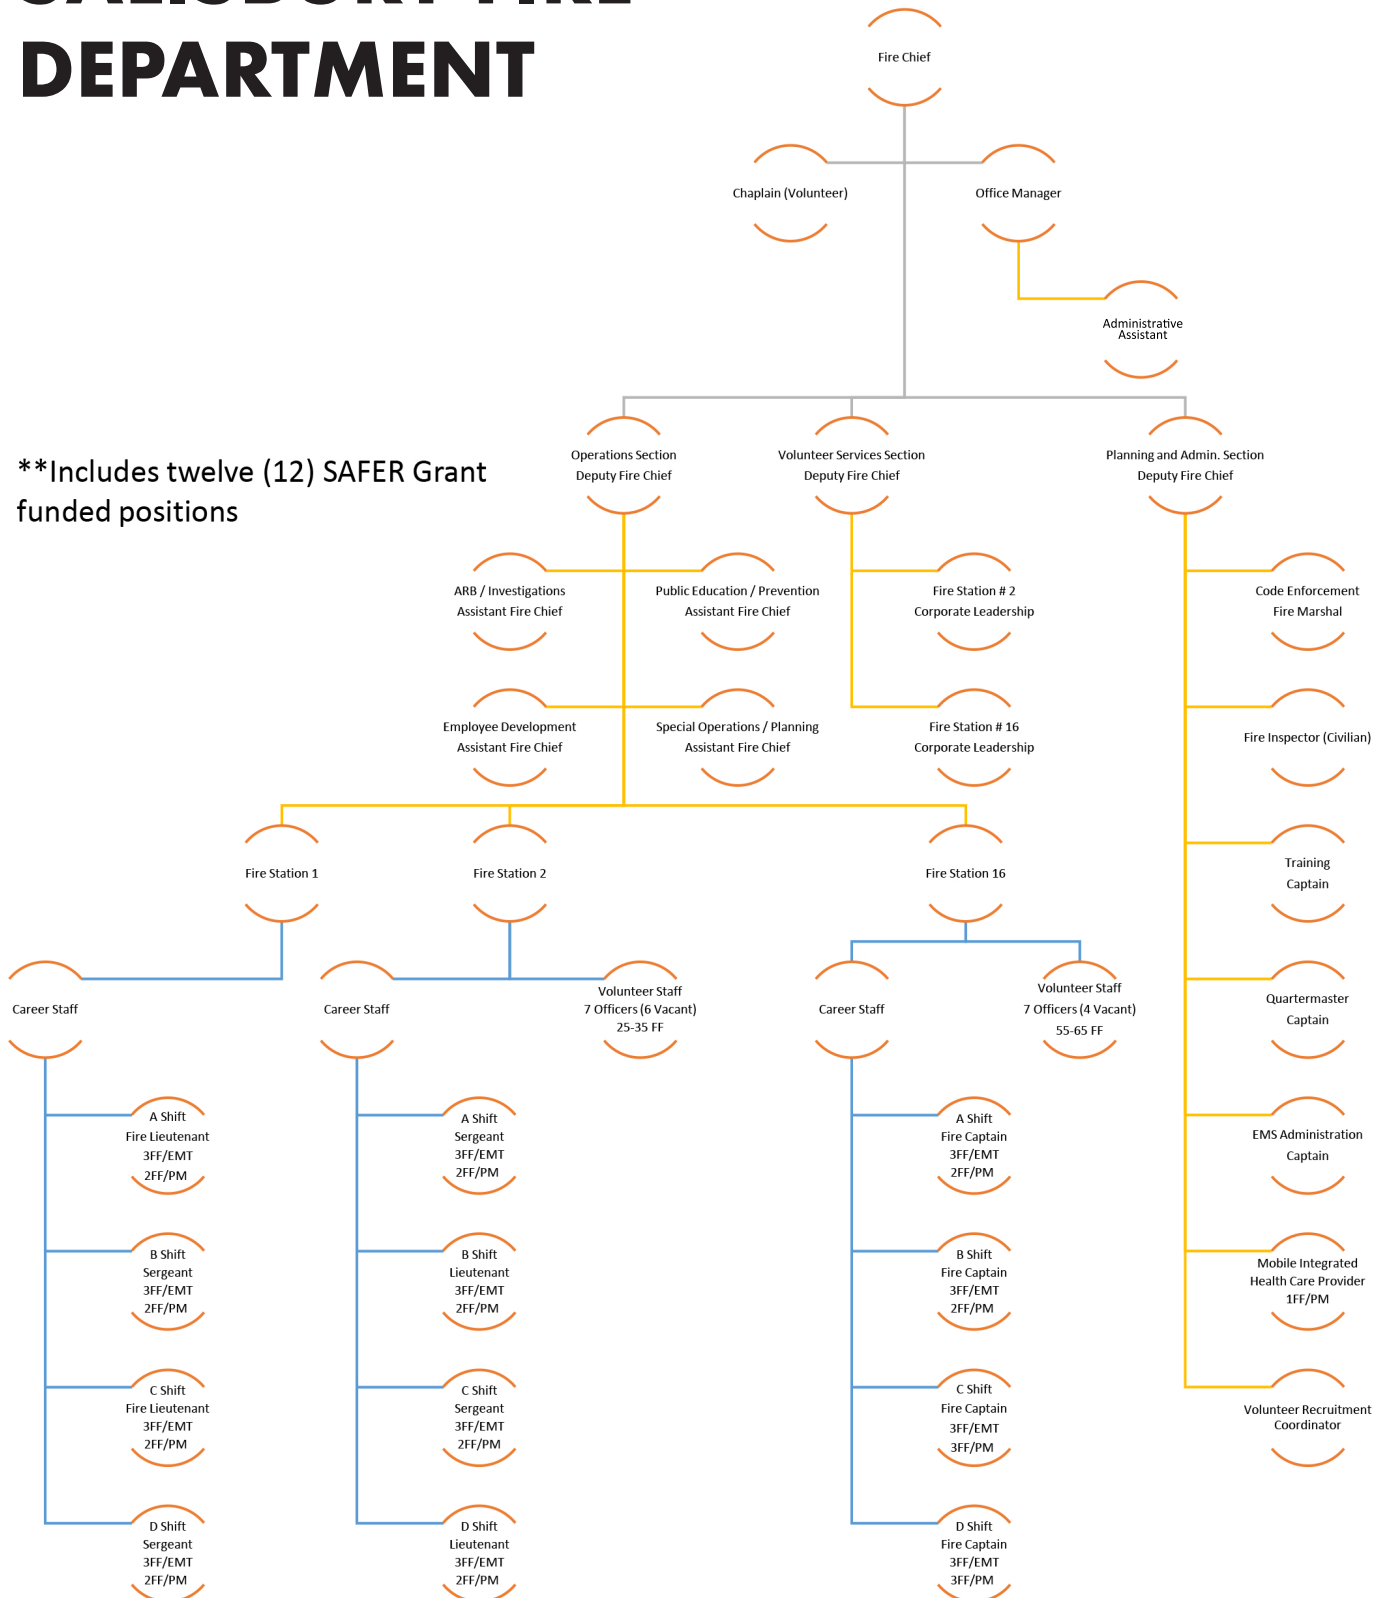 DEPARTMENT
Fire Chief
Chaplain (Volunteer)
Office Manager
Administrative
Assistant
**Includes twelve (12) SAFER Grant
funded positions
Operations Section
Deputy Fire Chief
Volunteer Services Section
Deputy Fire Chief
Planning and Admin. Section
Deputy Fire Chief
ARB / Investigations
Assistant Fire Chief
Public Education / Prevention
Assistant Fire Chief
Fire Station # 2
Corporate Leadership
Code Enforcement
Fire Marshal
Employee Development
Assistant Fire Chief
Special Operations / Planning
Assistant Fire Chief
Fire Station # 16
Corporate Leadership
Fire Inspector (Civilian)
Fire Station 1
Fire Station 2
Fire Station 16
Training
Captain
Career Staff
Career Staff
Volunteer Staff
7 Officers (6 Vacant)
25-35 FF
Career Staff
Volunteer Staff
7 Officers (4 Vacant)
55-65 FF
Quartermaster
Captain
A Shift
Fire Lieutenant
3FF/EMT
2FF/PM
A Shift
Sergeant
3FF/EMT
2FF/PM
A Shift
Fire Captain
3FF/EMT
2FF/PM
EMS Administration
Captain
B Shift
Sergeant
3FF/EMT
2FF/PM
B Shift
Lieutenant
3FF/EMT
2FF/PM
B Shift
Fire Captain
3FF/EMT
2FF/PM
Mobile Integrated
Health Care Provider
1FF/PM
C Shift
Fire Lieutenant
3FF/EMT
2FF/PM
C Shift
Sergeant
3FF/EMT
2FF/PM
C Shift
Fire Captain
3FF/EMT
3FF/PM
Volunteer Recruitment
Coordinator
D Shift
Sergeant
3FF/EMT
2FF/PM
D Shift
Lieutenant
3FF/EMT
2FF/PM
D Shift
Fire Captain
3FF/EMT
3FF/PM